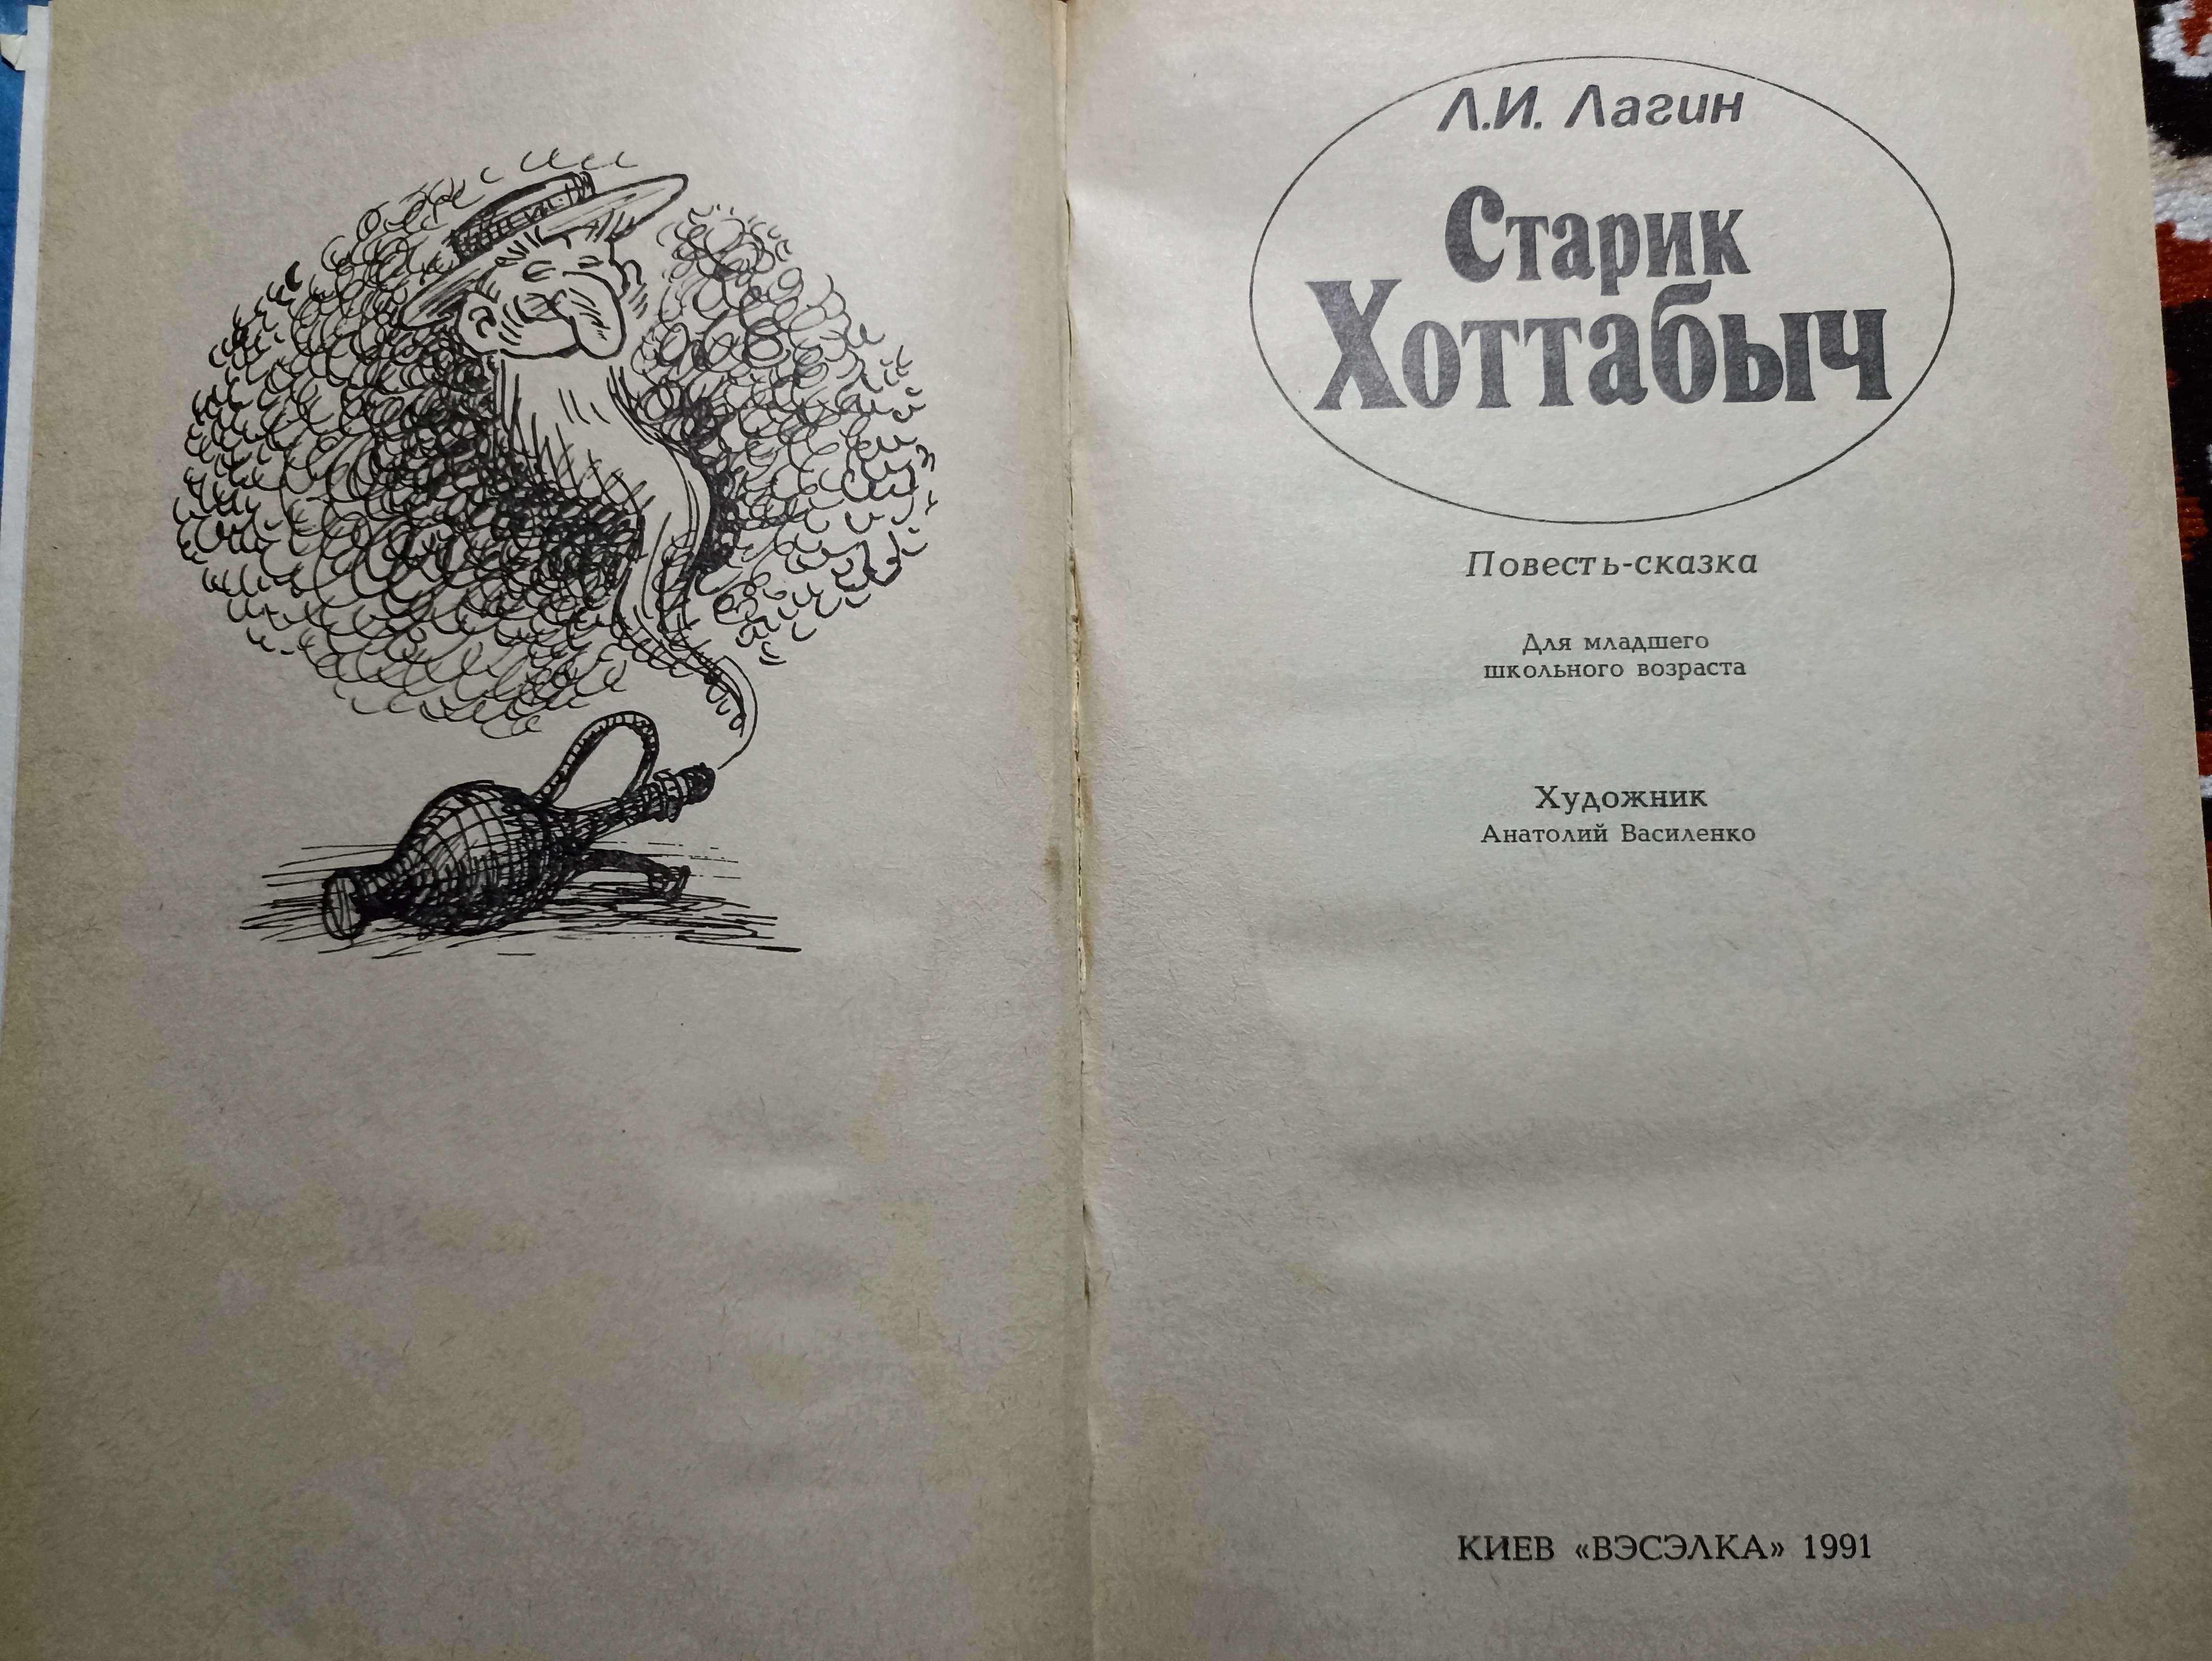 Л.И. Лагин
Старик
Хоттабыч
Повесть-сказка
Для младшего
школьного возраста
Художник
Анатолий Василенко
КИЕВ «ВЭСЭЛКА» 1991